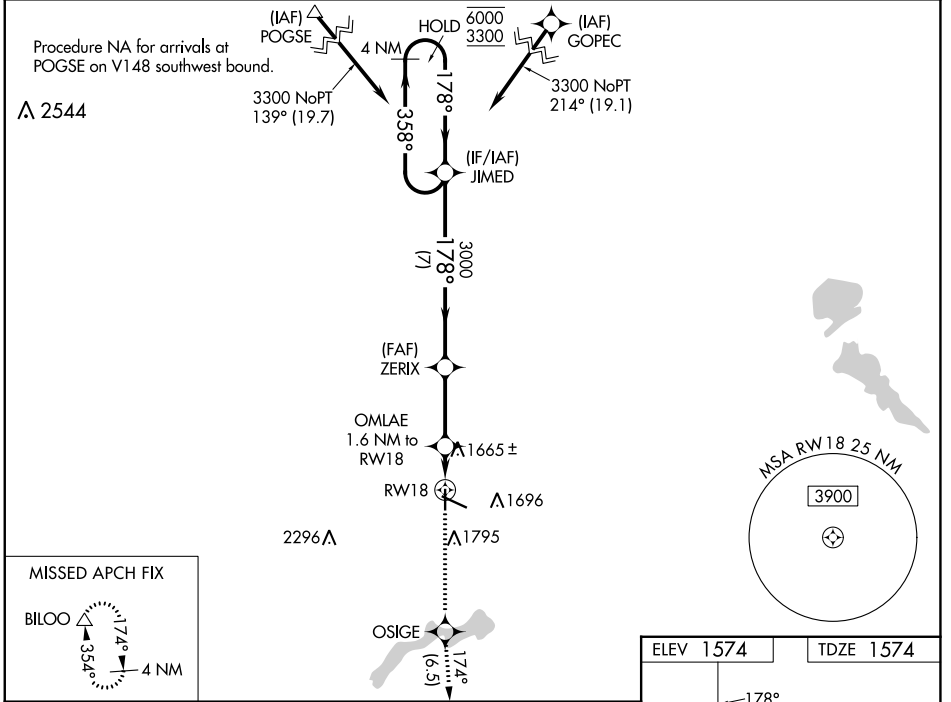 Procedure NA for arrivals at
POGSE on V148 southwest bound.
2544
(IAF)
POGSE
3300 NoPT
139° (19.7)
4 NM
HOLD
6000
3300
(IAF)
GOPEC
3300 NoPT
214° (19.1)
178°
358°
(IF/IAF)
JIMED
3000
178°
(7)
(FAF)
ZERIX
OMLAE
1.6 NM to
RW18
1665 ±
RW18
1696
2296
1795
MSA RW18 25 NM
3900
MISSED APCH FIX
BILOO
174°
354°
4 NM
OSIGE
174°
(6.5)
ELEV 1574
TDZE 1574
178°